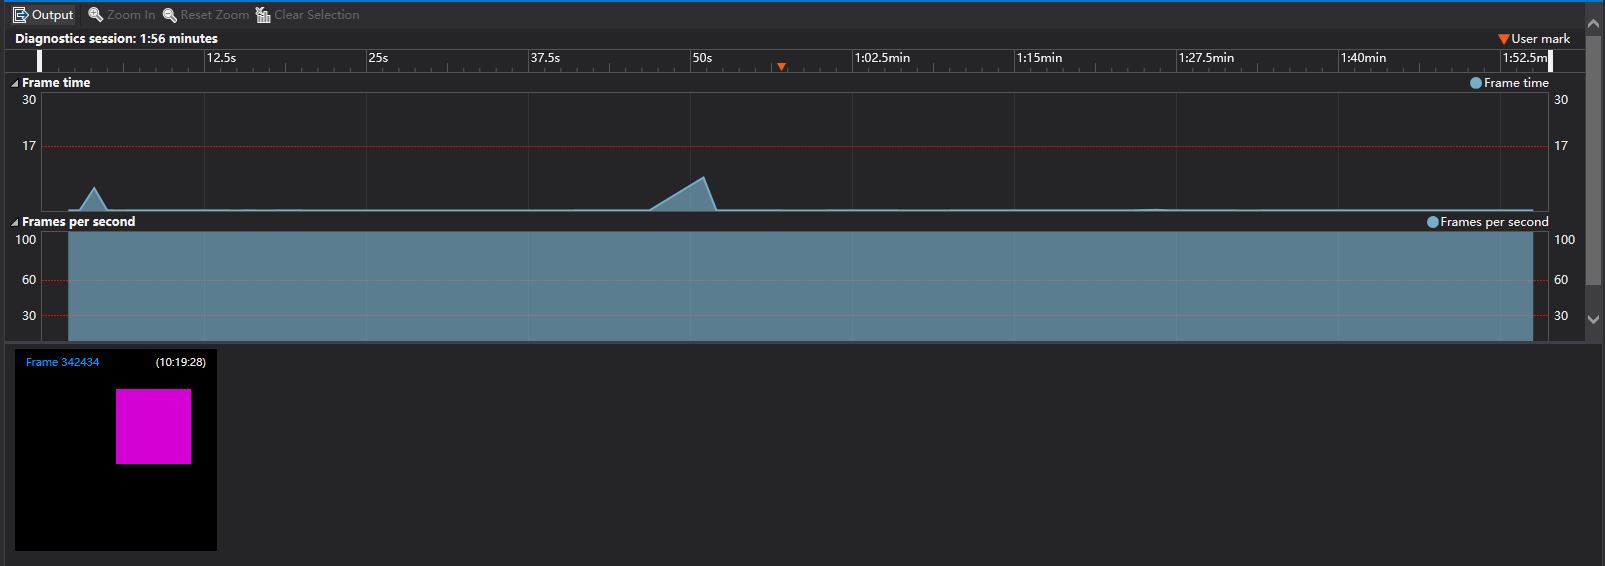 Output Zoom In Reset Zoom Clear Selection
Diagnostics session: 1:56 minutes User mark
12.5s 25s 37.5s 50s 1:02.5min 1:15min 1:27.5min 1:40min 1:52.5m
Frame time Frame time
30 30
17 17
Frames per second Frames per second
100 100
60 60
30 30
Frame 342434 (10:19:28)